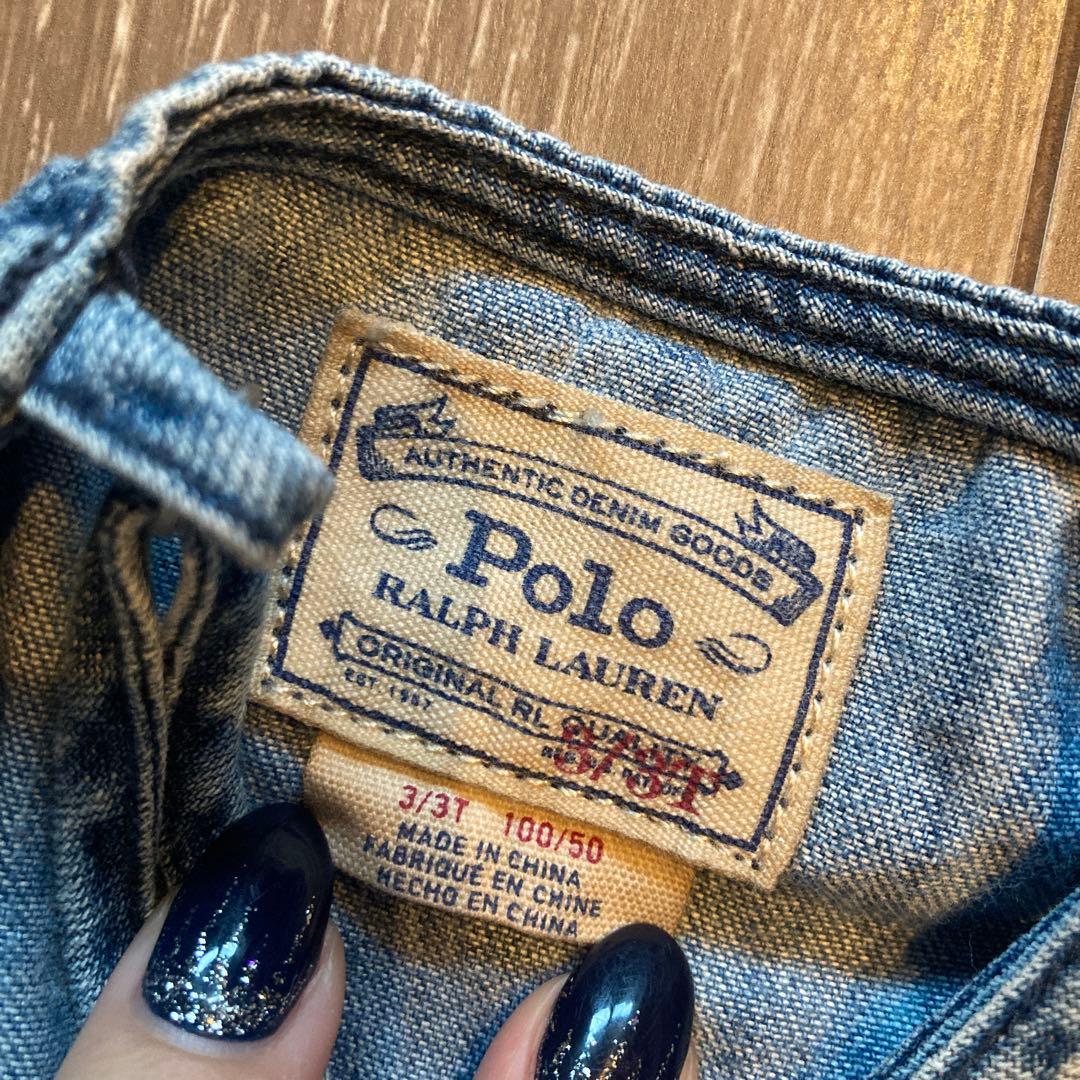 AUTHENTIC DENIM GOODS
Polo
RALPH LAUREN
ORIGINAL RL QUALITY
EST. 1967
3/3T
3/3T 100/50
MADE IN CHINA
FABRIQUÉ EN CHINE
HECHO EN CHINA